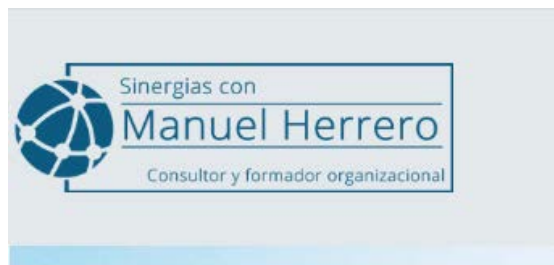 Sinergias con
Manuel Herrero
Consultor y formador organizacional